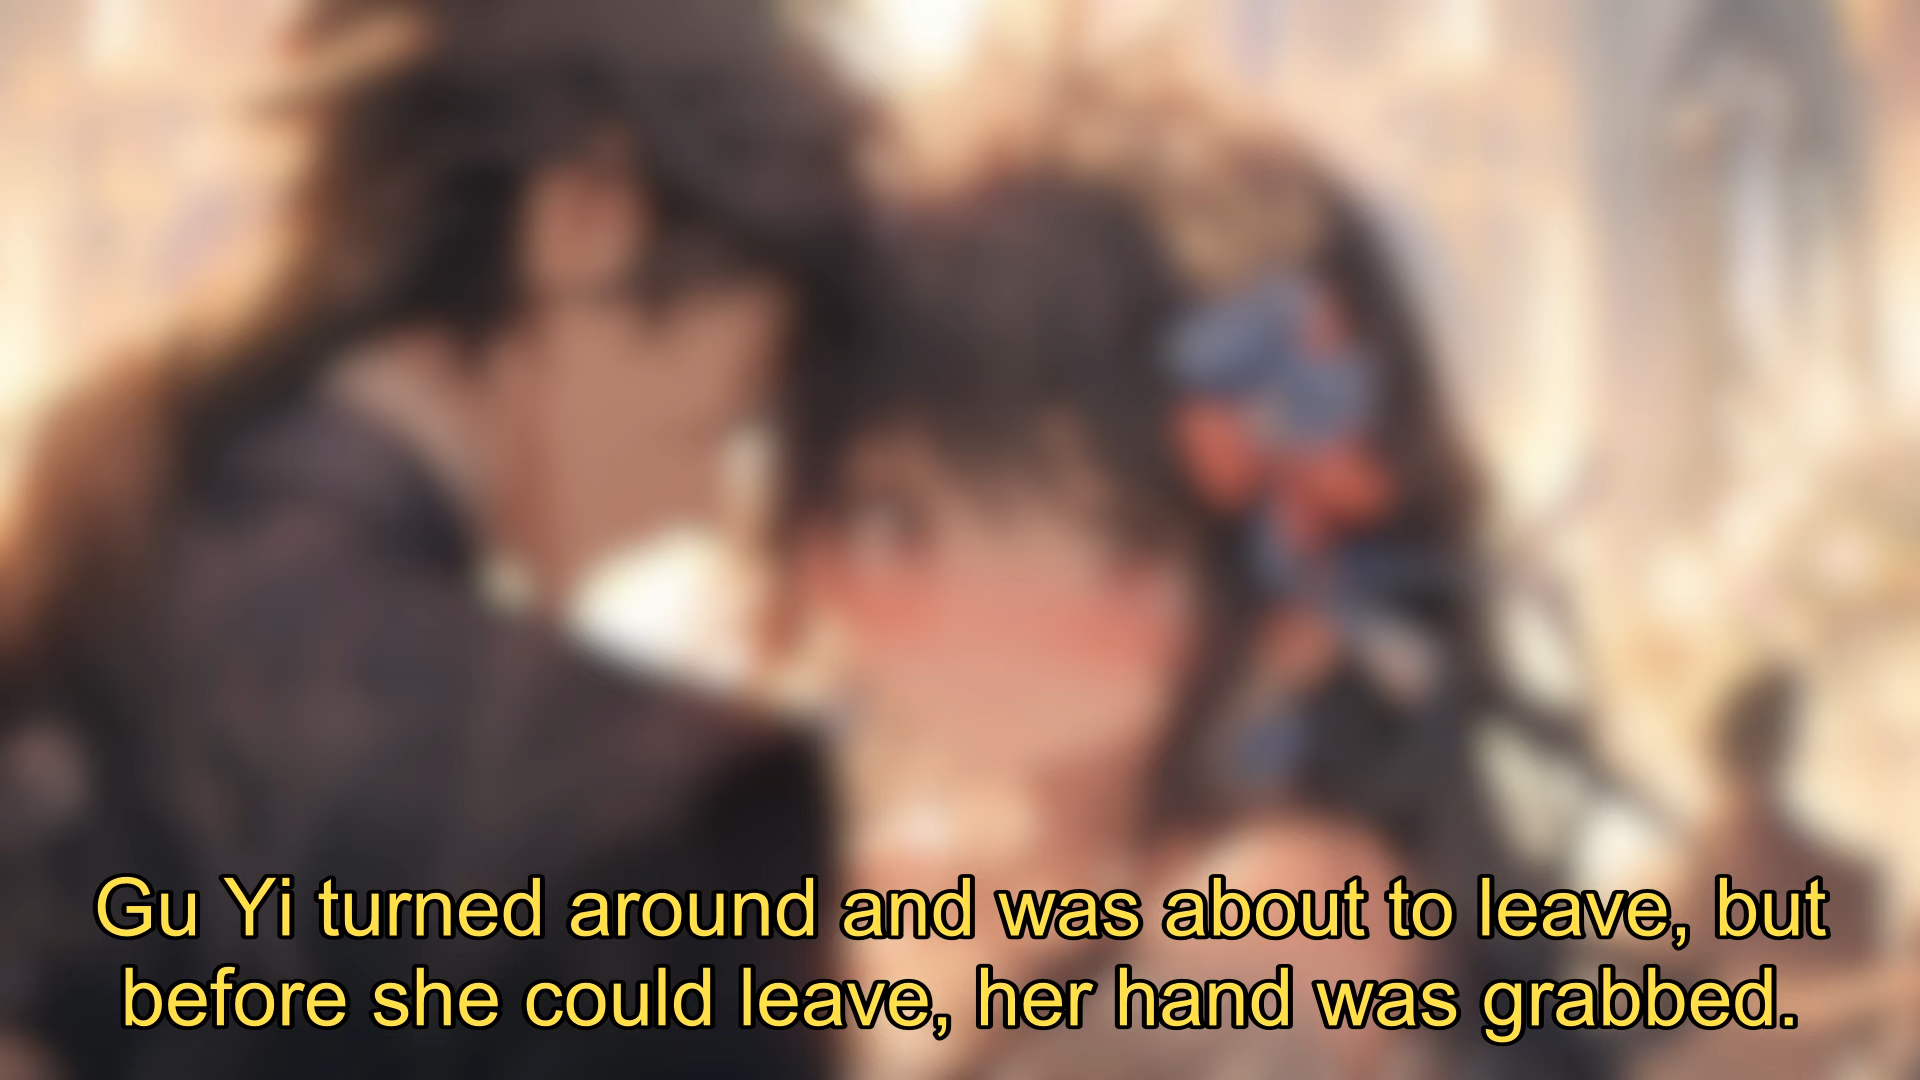 Gu Yi turned around and was about to leave, but
before she could leave, her hand was grabbed.